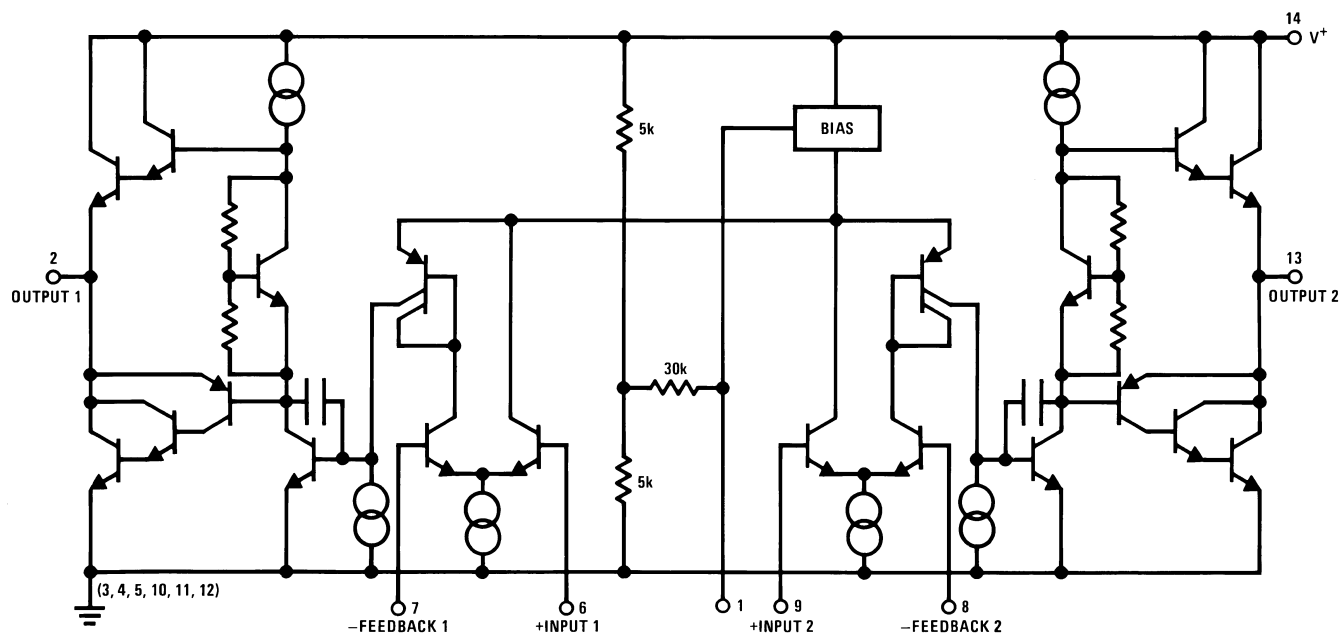 14
V+
5k
BIAS
2
OUTPUT 1
13
OUTPUT 2
30k
5k
(3, 4, 5, 10, 11, 12)
7
−FEEDBACK 1
6
+INPUT 1
1
9
+INPUT 2
8
−FEEDBACK 2